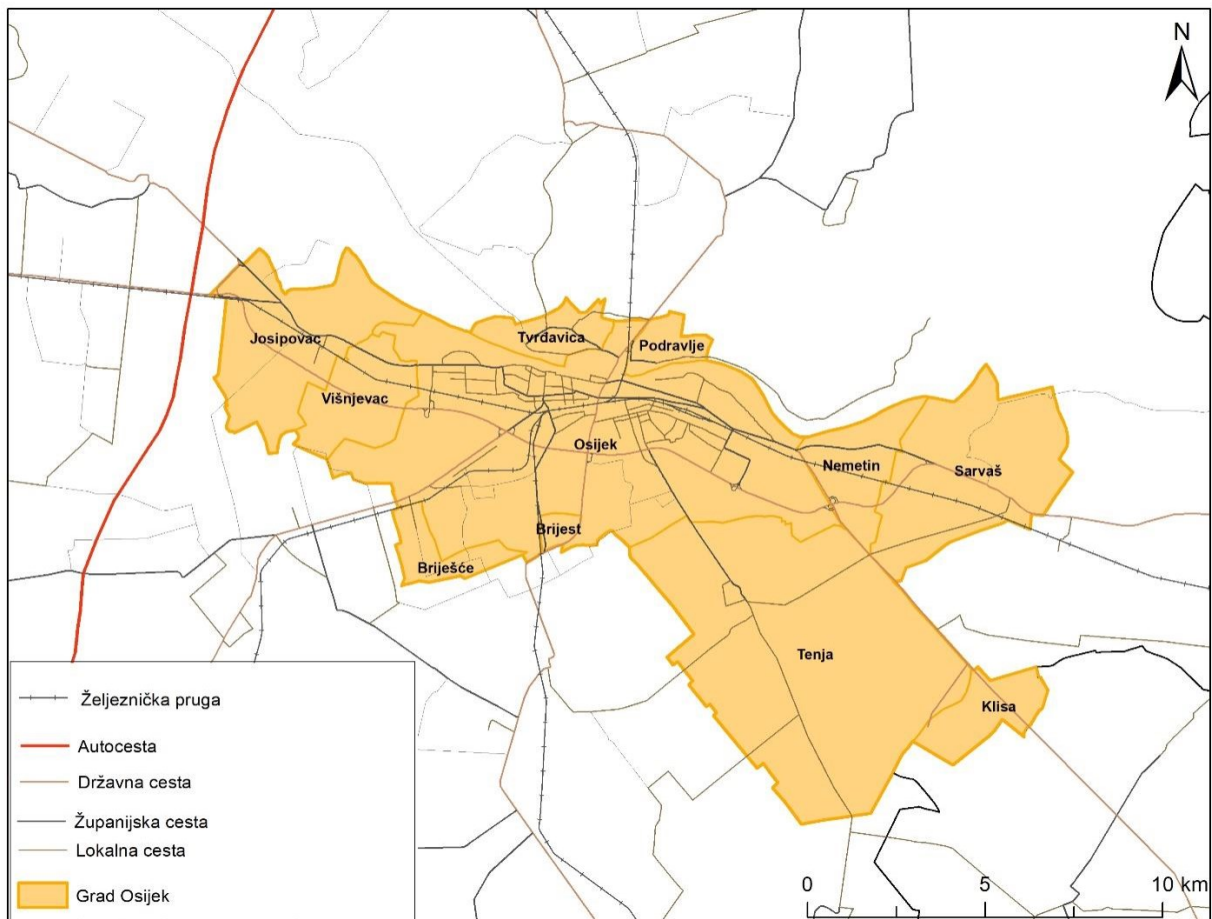 N
Tvrđavica
Josipovac
Podravlje
Višnjevac
Osijek
Nemetin
Sarvaš
Brijest
Briješće
Tenja
Klisa
Željeznička pruga
Autocesta
Državna cesta
Županijska cesta
Lokalna cesta
Grad Osijek
0 5 10 km